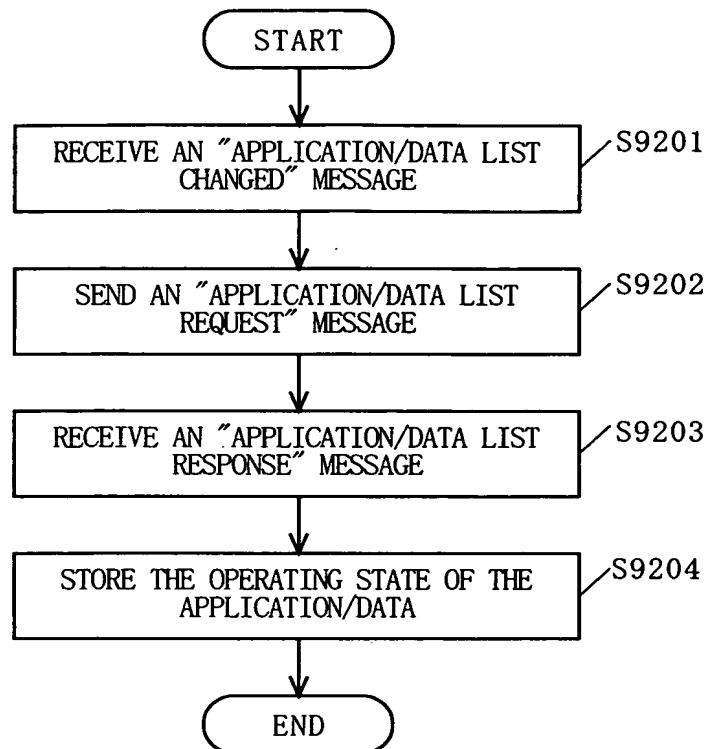 START
RECEIVE AN "APPLICATION/DATA LIST
CHANGED" MESSAGE
S9201
SEND AN "APPLICATION/DATA LIST
REQUEST" MESSAGE
S9202
RECEIVE AN "APPLICATION/DATA LIST
RESPONSE" MESSAGE
S9203
STORE THE OPERATING STATE OF THE
APPLICATION/DATA
S9204
END